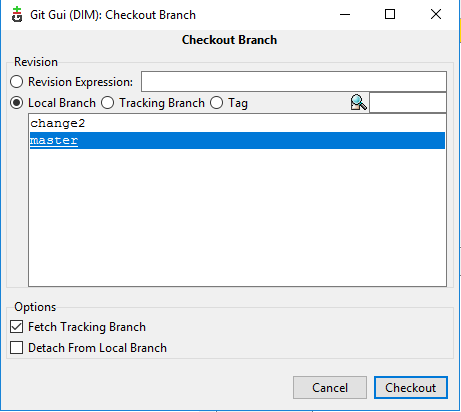 Git Gui (DIM): Checkout Branch
Checkout Branch
Revision
Revision Expression:
Local Branch Tracking Branch Tag
change2
master
Options
Fetch Tracking Branch
Detach From Local Branch
Cancel Checkout